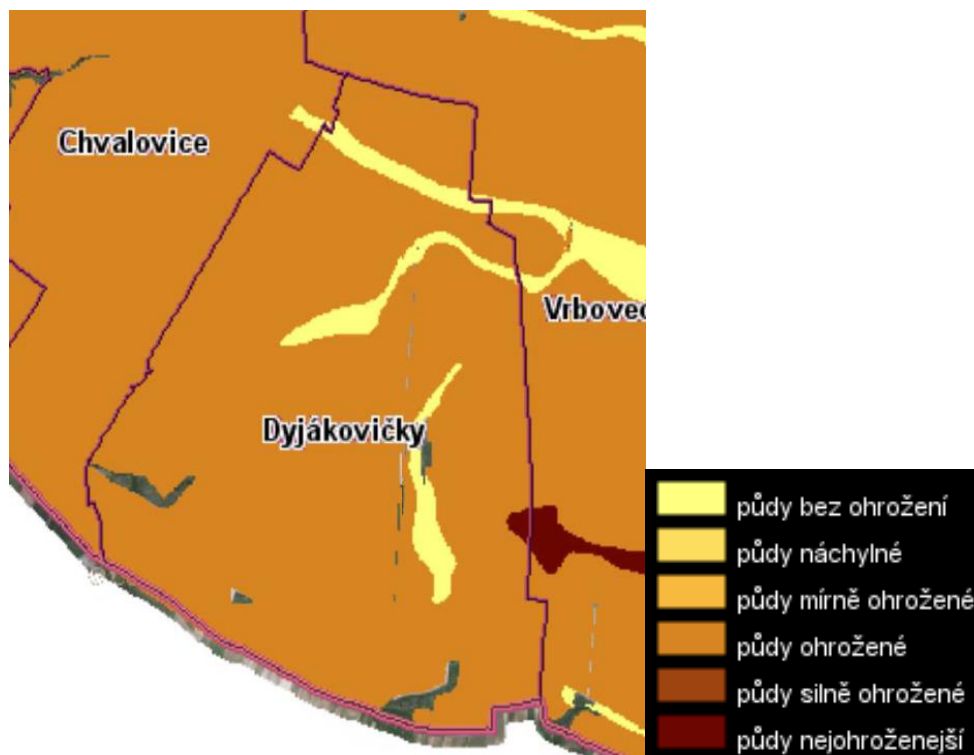 Chvalovice
Vrbovec
Dyjákovičky
půdy bez ohrožení
půdy náchylné
půdy mírně ohrožené
půdy ohrožené
půdy silně ohrožené
půdy nejohroženejší